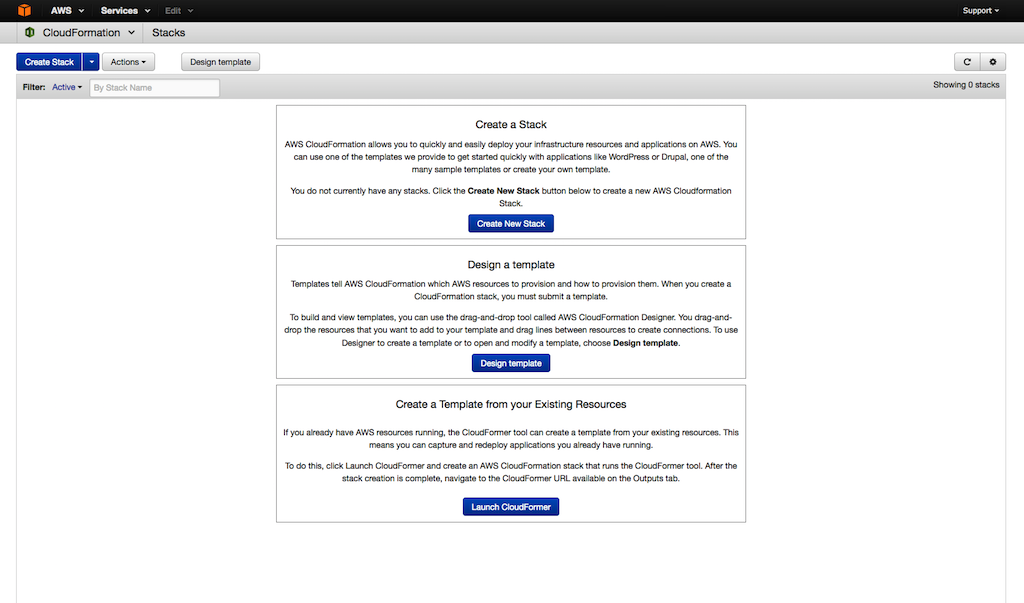 AWS Services Edit Support
CloudFormation Stacks
Create Stack Actions Design template
Filter: Active By Stack Name Showing 0 stacks
Create a Stack
AWS CloudFormation allows you to quickly and easily deploy your infrastructure resources and applications on AWS. You
can use one of the templates we provide to get started quickly with applications like WordPress or Drupal, one of the
many sample templates or create your own template.
You do not currently have any stacks. Click the Create New Stack button below to create a new AWS Cloudformation
Stack.
Create New Stack
Design a template
Templates tell AWS CloudFormation which AWS resources to provision and how to provision them. When you create a
CloudFormation stack, you must submit a template.
To build and view templates, you can use the drag-and-drop tool called AWS CloudFormation Designer. You drag-and-
drop the resources that you want to add to your template and drag lines between resources to create connections. To use
Designer to create a template or to open and modify a template, choose Design template.
Design template
Create a Template from your Existing Resources
If you already have AWS resources running, the CloudFormer tool can create a template from your existing resources. This
means you can capture and redeploy applications you already have running.
To do this, click Launch CloudFormer and create an AWS CloudFormation stack that runs the CloudFormer tool. After the
stack creation is complete, navigate to the CloudFormer URL available on the Outputs tab.
Launch CloudFormer